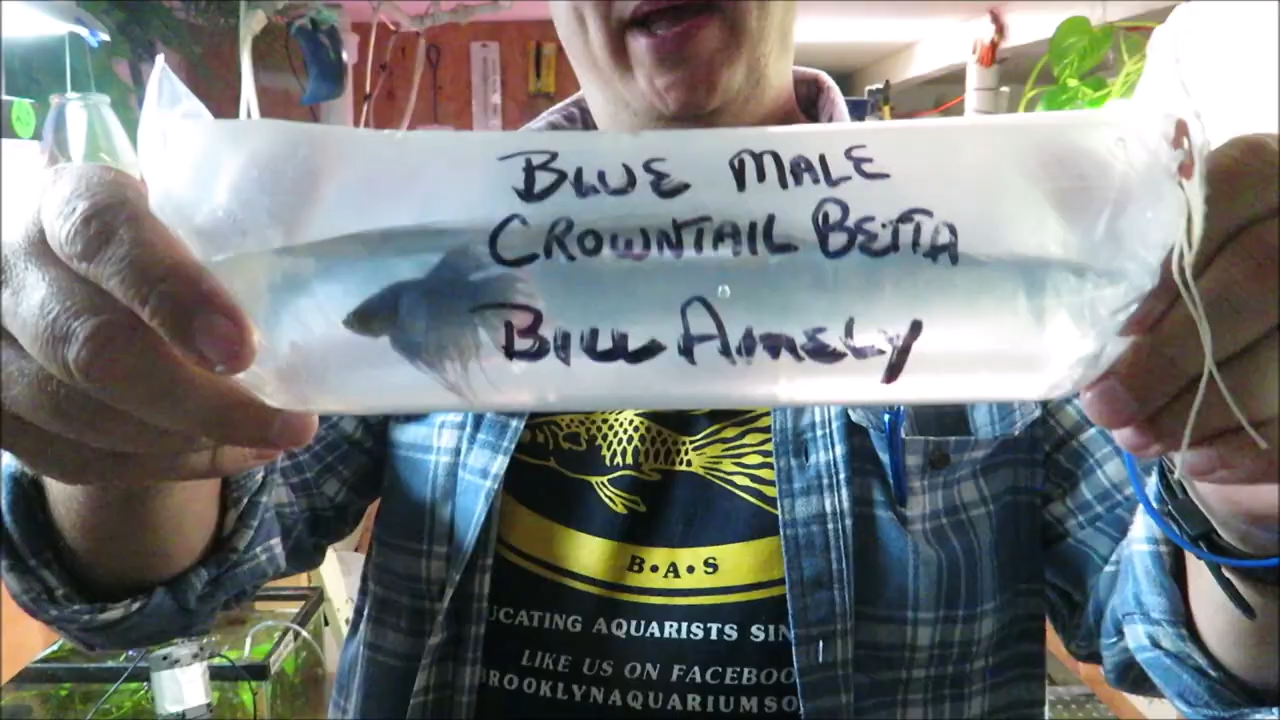 BLUE MALE
CROWNTAIL BETTA
BILL AMELY
B•A•S
UCATING AQUARISTS SIN
LIKE US ON FACEBOO
BROOKLYNAQUARIUMSO